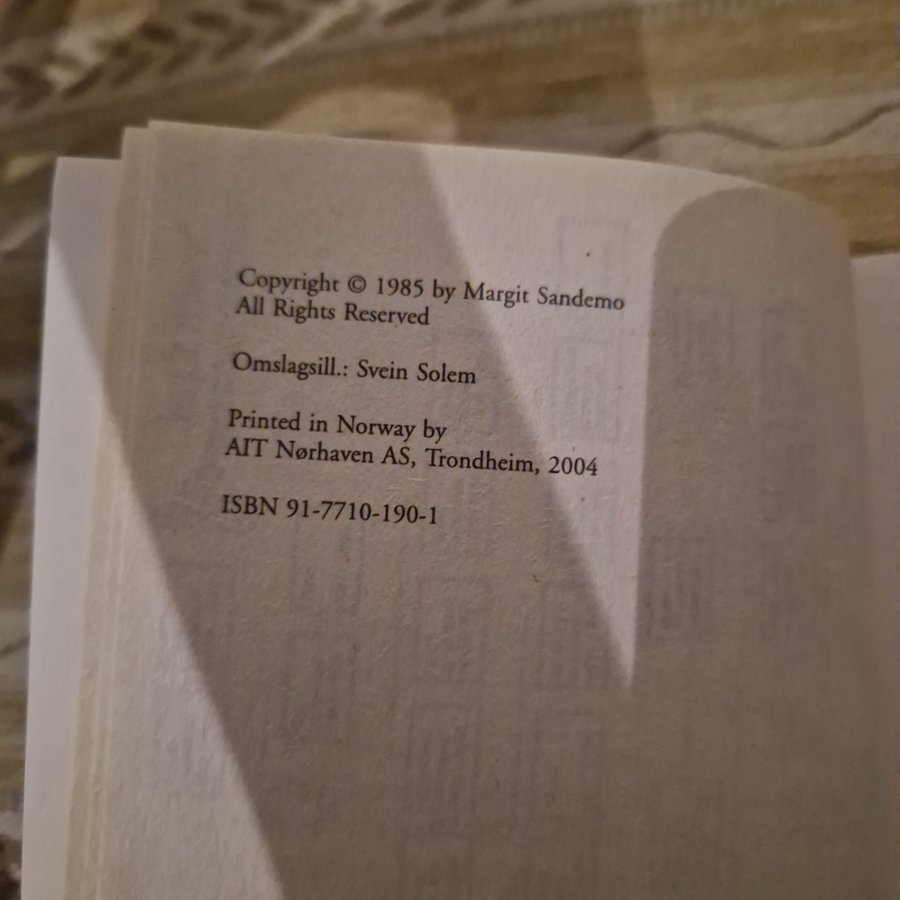 Copyright © 1985 by Margit Sandemo
All Rights Reserved
Omslagsill.: Svein Solem
Printed in Norway by
AIT Nørhaven AS, Trondheim, 2004
ISBN 91-7710-190-1